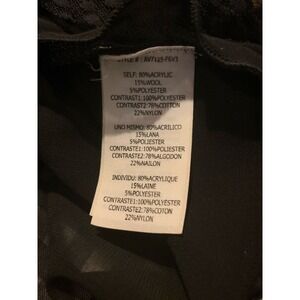 STYLE #
SELF: 80%ACRYLIC
15%WOOL
5%POLYESTER
CONTRAST1:100%POLYESTER
CONTRAST2:78%COTTON
22%NYLON
UNO MISMO: 80%ACRILICO
15%LANA
5%POLIESTER
CONTRASTE1:100%POLYESTER
CONTRASTE2:78%ALGODON
22%NAILON
INDIVIDU: 80%ACRYLIQUE
15%LAINE
5%POLYESTER
CONTRASTE1:100%POLYESTER
CONTRASTE2:78%COTON
22%NYLON